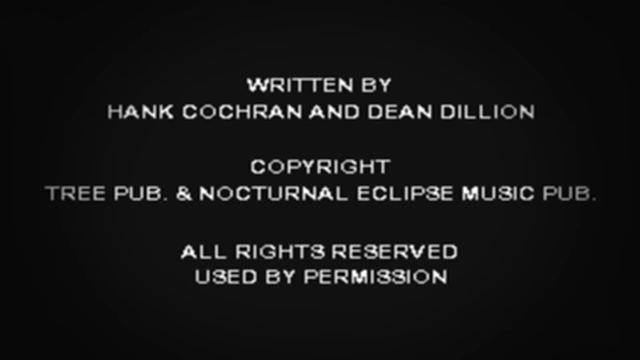 WRITTEN BY
HANK COCHRAN AND DEAN DILLION
COPYRIGHT
TREE PUB. & NOCTURNAL ECLIPSE MUSIC PUB.
ALL RIGHTS RESERVED
USED BY PERMISSION